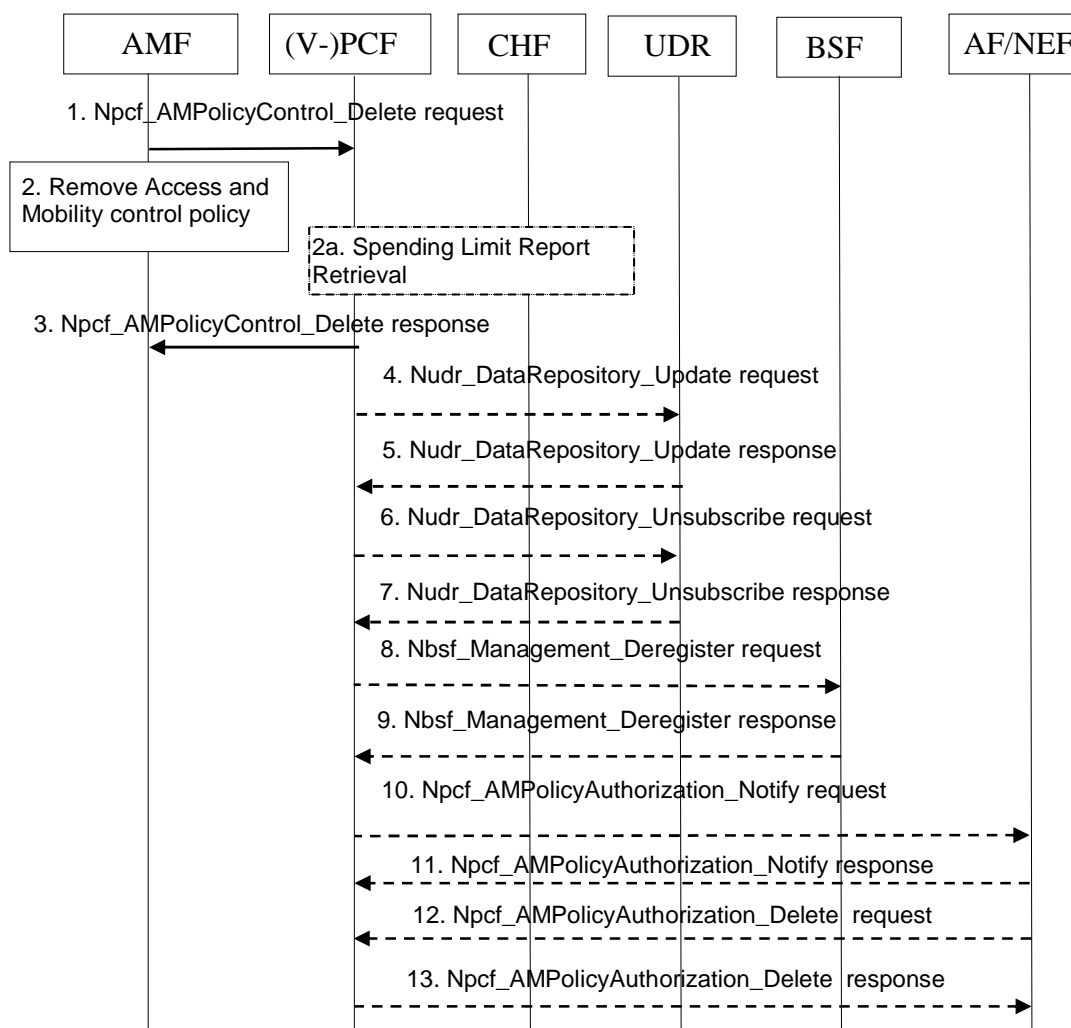 AMF
(V-)PCF
CHF
UDR
BSF
AF/NEF
1. Npcf_AMPolicyControl_Delete request
2. Remove Access and
Mobility control policy
2a. Spending Limit Report
Retrieval
3. Npcf_AMPolicyControl_Delete response
4. Nudr_DataRepository_Update request
5. Nudr_DataRepository_Update response
6. Nudr_DataRepository_Unsubscribe request
7. Nudr_DataRepository_Unsubscribe response
8. Nbsf_Management_Deregister request
9. Nbsf_Management_Deregister response
10. Npcf_AMPolicyAuthorization_Notify request
11. Npcf_AMPolicyAuthorization_Notify response
12. Npcf_AMPolicyAuthorization_Delete request
13. Npcf_AMPolicyAuthorization_Delete response